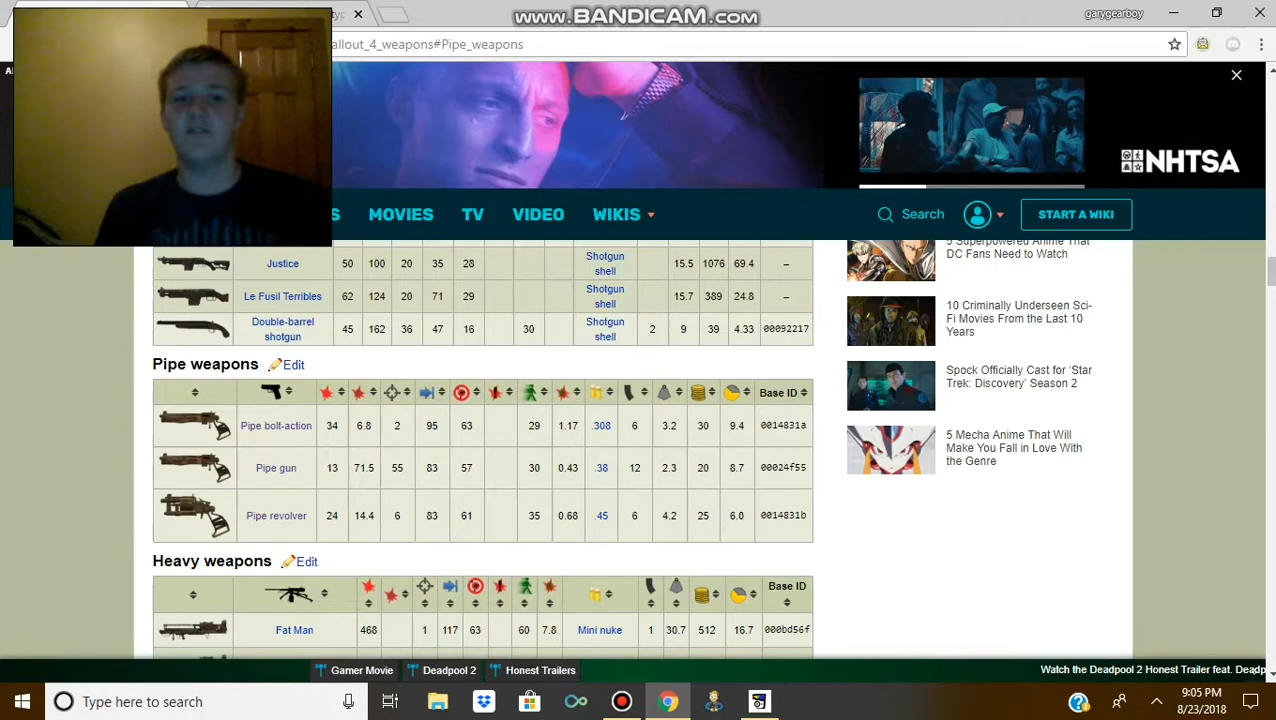 www.BANDICAM.com
garygearboy
allout_4_weapons#Pipe_weapons
NHTSA
MOVIES TV VIDEO WIKIS Search START A WIKI
Justice 50 100 20 35 28 Shotgun shell 15.5 1076 69.4 –
Le Fusil Terribles 62 124 20 71 29 Shotgun shell 15.7 389 24.8 –
Double-barrel shotgun 45 162 36 47 16 30 Shotgun shell 2 9 39 4.33 00092217
Pipe weapons Edit
Base ID
Pipe bolt-action 34 6.8 2 95 63 29 1.17 .308 6 3.2 30 9.4 0014831a
Pipe gun 13 71.5 55 83 57 30 0.43 .38 12 2.3 20 8.7 00024f55
Pipe revolver 24 14.4 6 83 61 35 0.68 .45 6 4.2 25 6.0 0014831b
Heavy weapons Edit
Base ID
Fat Man 468 1 117 63 60 7.8 Mini nuke 1 30.7 512 16.7 000bd56f
5 Superpowered Anime That
DC Fans Need to Watch
10 Criminally Underseen Sci-
Fi Movies From the Last 10
Years
Spock Officially Cast for 'Star
Trek: Discovery' Season 2
5 Mecha Anime That Will
Make You Fall in Love With
the Genre
Gamer Movie Deadpool 2 Honest Trailers Watch the Deadpool 2 Honest Trailer feat. Deadp
Type here to search
9:05 PM
8/23/2018